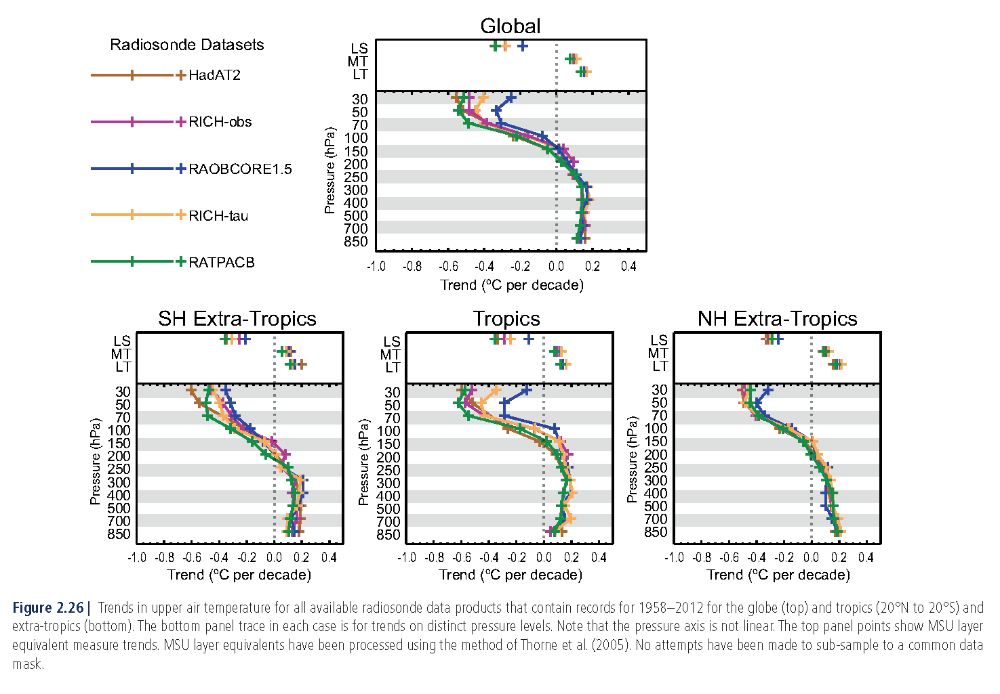 Global
Radiosonde Datasets
HadAT2
RICH-obs
RAOBCORE1.5
RICH-tau
RATPACB
LS
MT
LT
30
50
70
100
150
200
250
300
400
500
700
850
Pressure (hPa)
-1.0 -0.8 -0.6 -0.4 -0.2 0.0 0.2 0.4
Trend (ºC per decade)
SH Extra-Tropics
LS
MT
LT
30
50
70
100
150
200
250
300
400
500
700
850
Pressure (hPa)
-1.0 -0.8 -0.6 -0.4 -0.2 0.0 0.2 0.4
Trend (ºC per decade)
Tropics
LS
MT
LT
30
50
70
100
150
200
250
300
400
500
700
850
Pressure (hPa)
-1.0 -0.8 -0.6 -0.4 -0.2 0.0 0.2 0.4
Trend (ºC per decade)
NH Extra-Tropics
LS
MT
LT
30
50
70
100
150
200
250
300
400
500
700
850
Pressure (hPa)
-1.0 -0.8 -0.6 -0.4 -0.2 0.0 0.2 0.4
Trend (ºC per decade)
Figure 2.26 | Trends in upper air temperature for all available radiosonde data products that contain records for 1958–2012 for the globe (top) and tropics (20°N to 20°S) and
extra-tropics (bottom). The bottom panel trace in each case is for trends on distinct pressure levels. Note that the pressure axis is not linear. The top panel points show MSU layer
equivalent measure trends. MSU layer equivalents have been processed using the method of Thorne et al. (2005). No attempts have been made to sub-sample to a common data
mask.